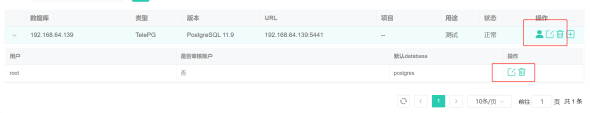 数据库 类型 版本 URL 项目 用途 状态 操作
192.168.64.139 TelePG PostgreSQL 11.9 192.168.64.139:5441 -- 测试 正常
用户 是否审核账户 默认database 操作
root 否 postgres
1 10条/页 前往 1 页 共 1 条